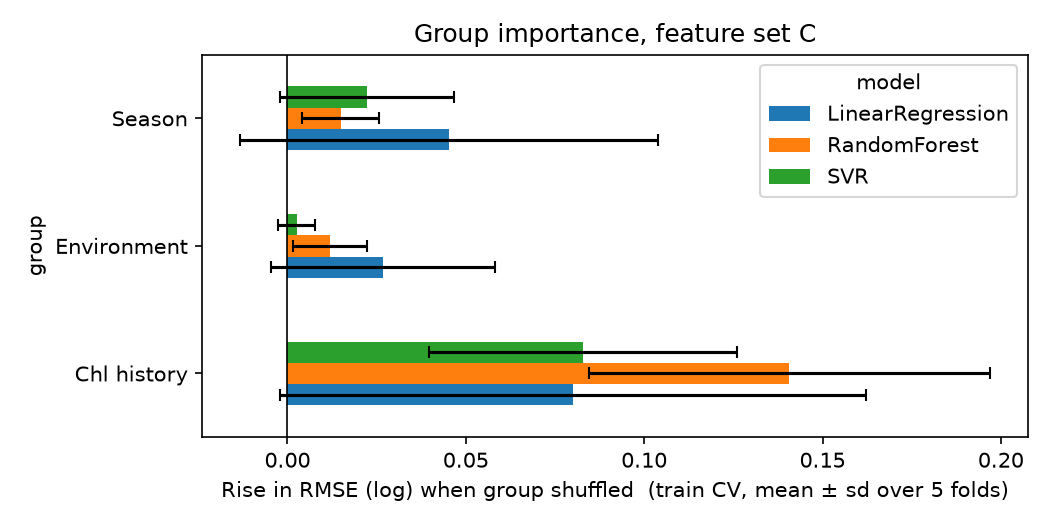 Group importance, feature set C
model
LinearRegression
RandomForest
SVR
group
Season
Environment
Chl history
0.00 0.05 0.10 0.15 0.20
Rise in RMSE (log) when group shuffled  (train CV, mean ± sd over 5 folds)